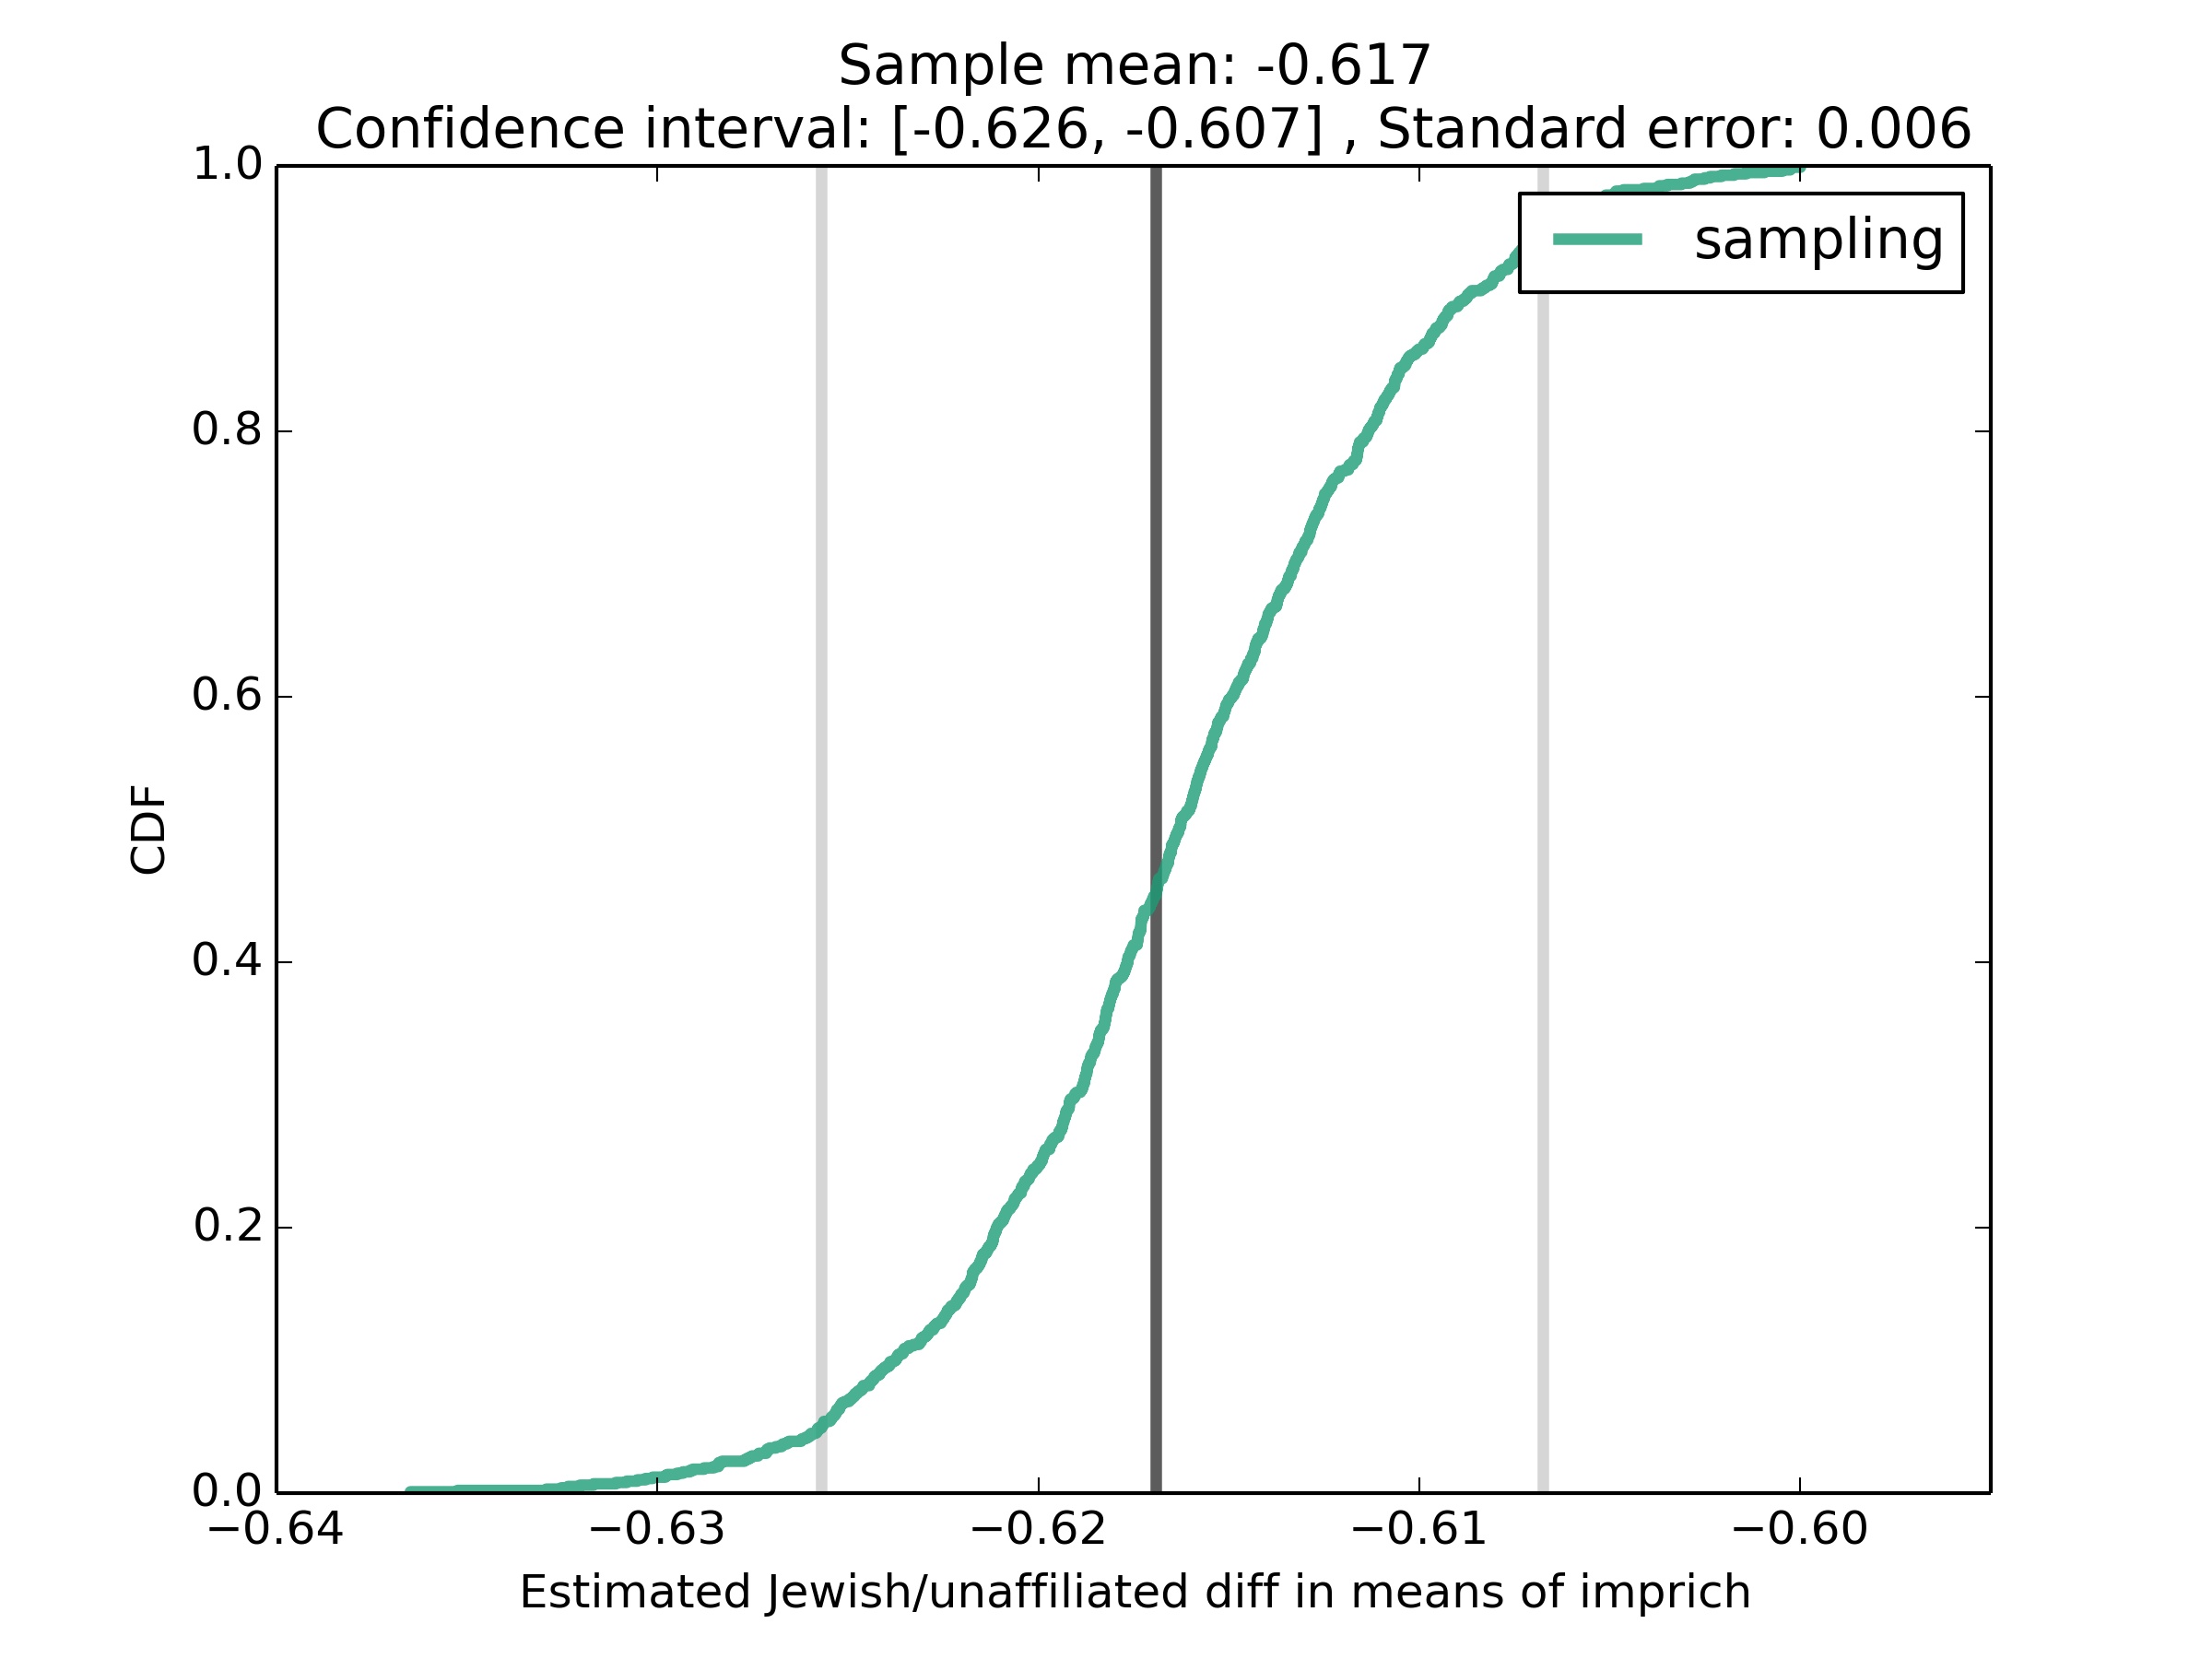 Sample mean: -0.617
Confidence interval: [-0.626, -0.607] , Standard error: 0.006
1.0
sampling
0.8
0.6
CDF
0.4
0.2
0.0
−0.64 −0.63 −0.62 −0.61 −0.60
Estimated Jewish/unaffiliated diff in means of imprich